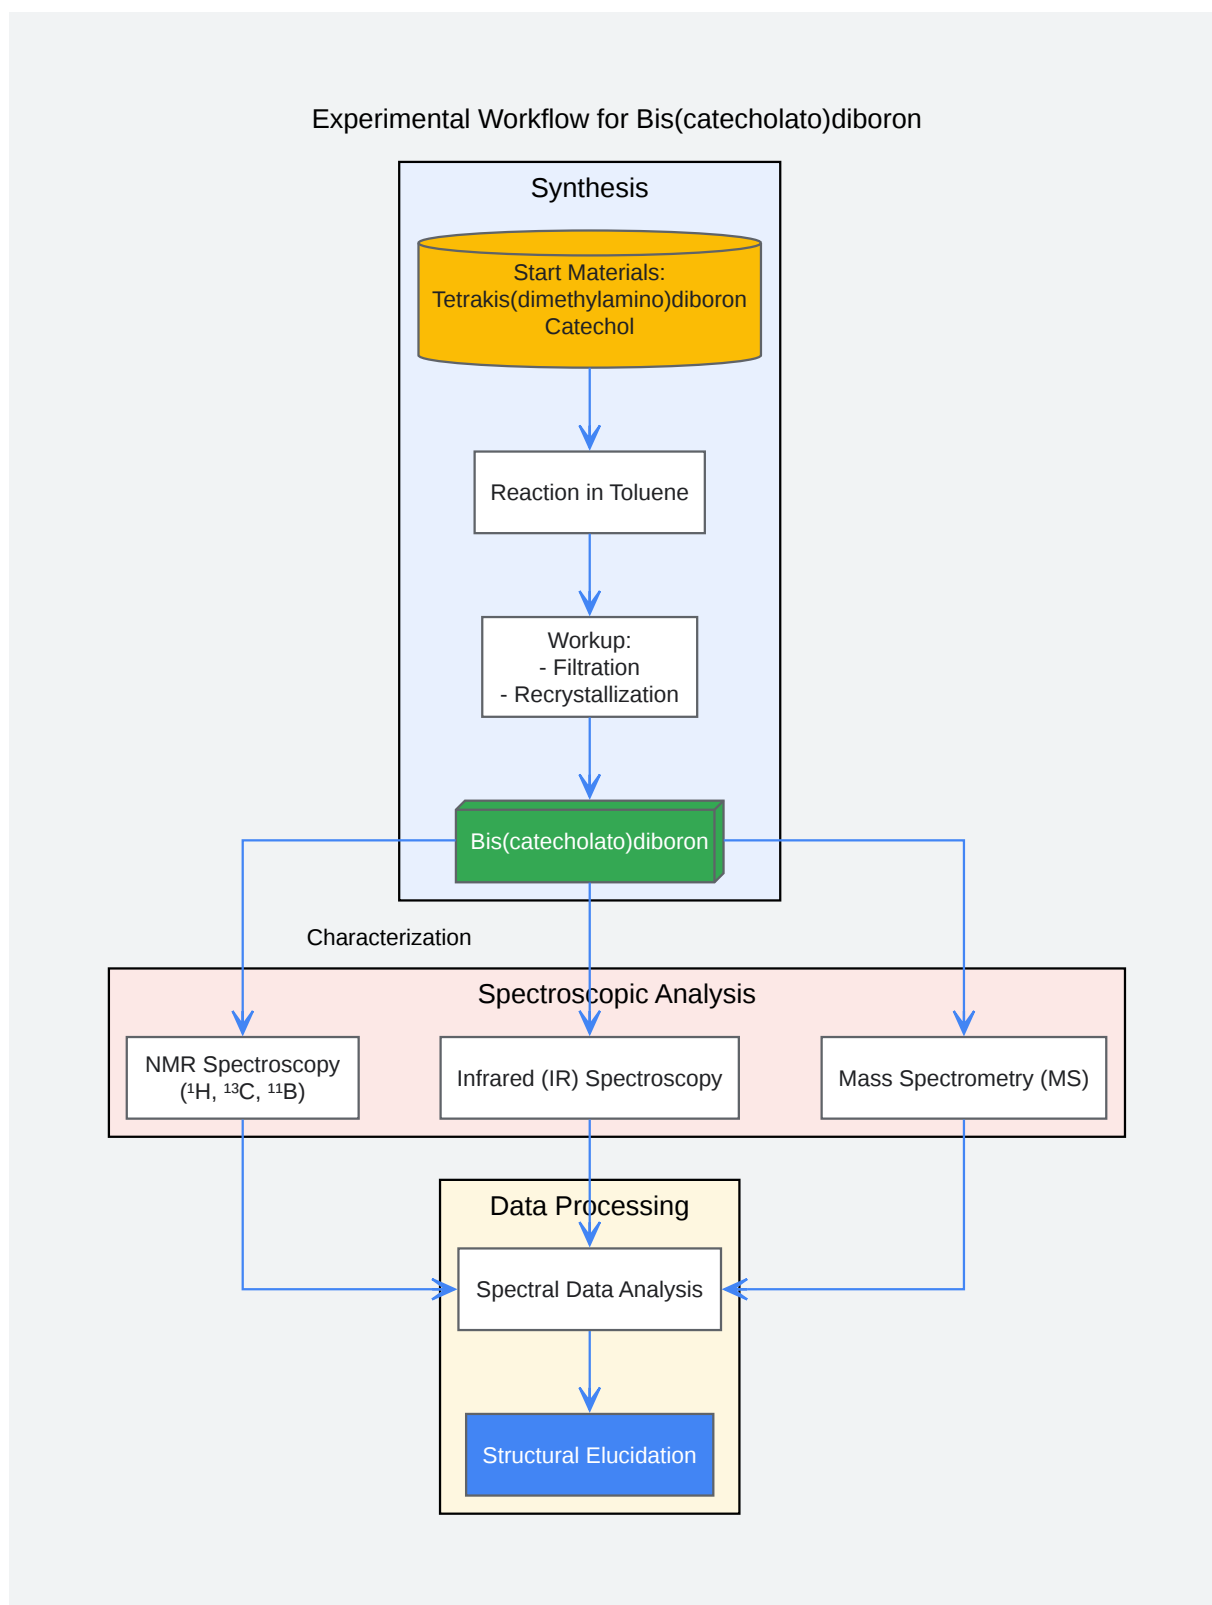 Experimental Workflow for Bis(catecholato)diboron
Synthesis
Start Materials:
Tetrakis(dimethylamino)diboron
Catechol
Reaction in Toluene
Workup:
- Filtration
- Recrystallization
Bis(catecholato)diboron
Characterization
Spectroscopic Analysis
NMR Spectroscopy
(¹H, ¹³C, ¹¹B)
Infrared (IR) Spectroscopy
Mass Spectrometry (MS)
Data Processing
Spectral Data Analysis
Structural Elucidation